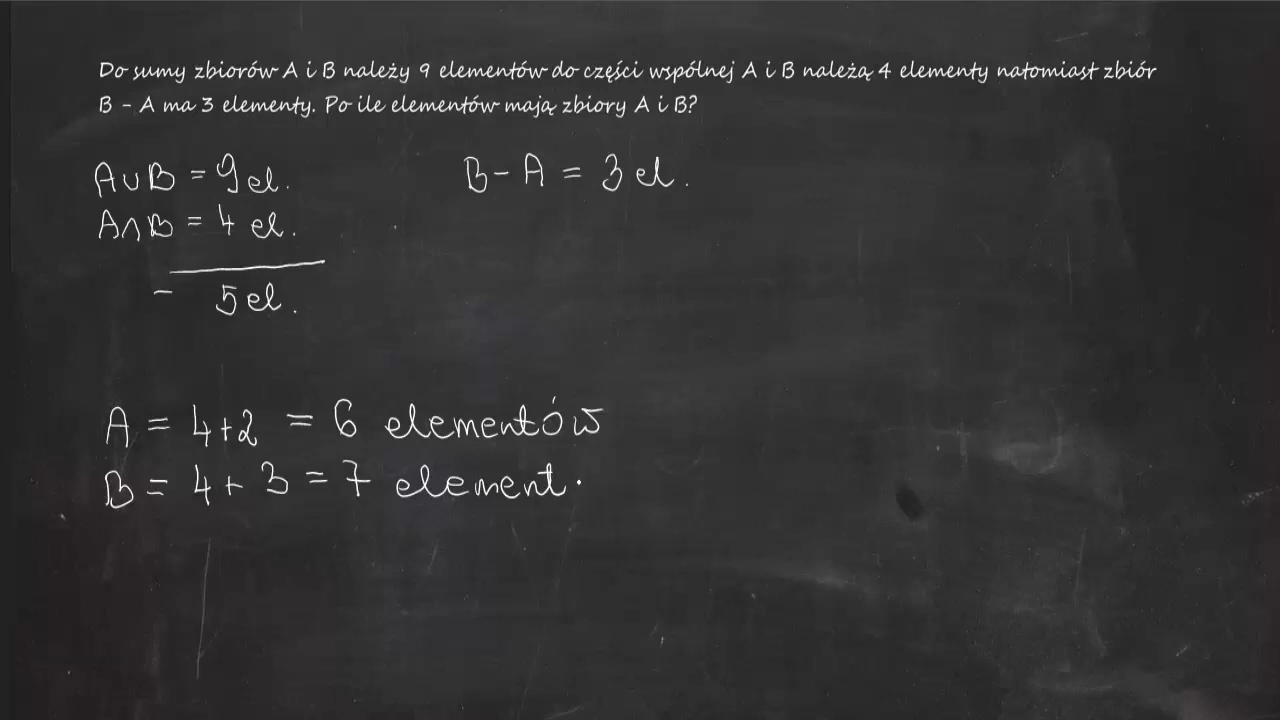 Do sumy zbiorów A i B należy 9 elementów do części wspólnej A i B należą 4 elementy natomiast zbiór
B - A ma 3 elementy. Po ile elementów mają zbiory A i B?
A∪B = 9 el. B - A = 3 el.
A∩B = 4 el.
- 5 el.
A = 4+2 = 6 elementów
B = 4 + 3 = 7 element.